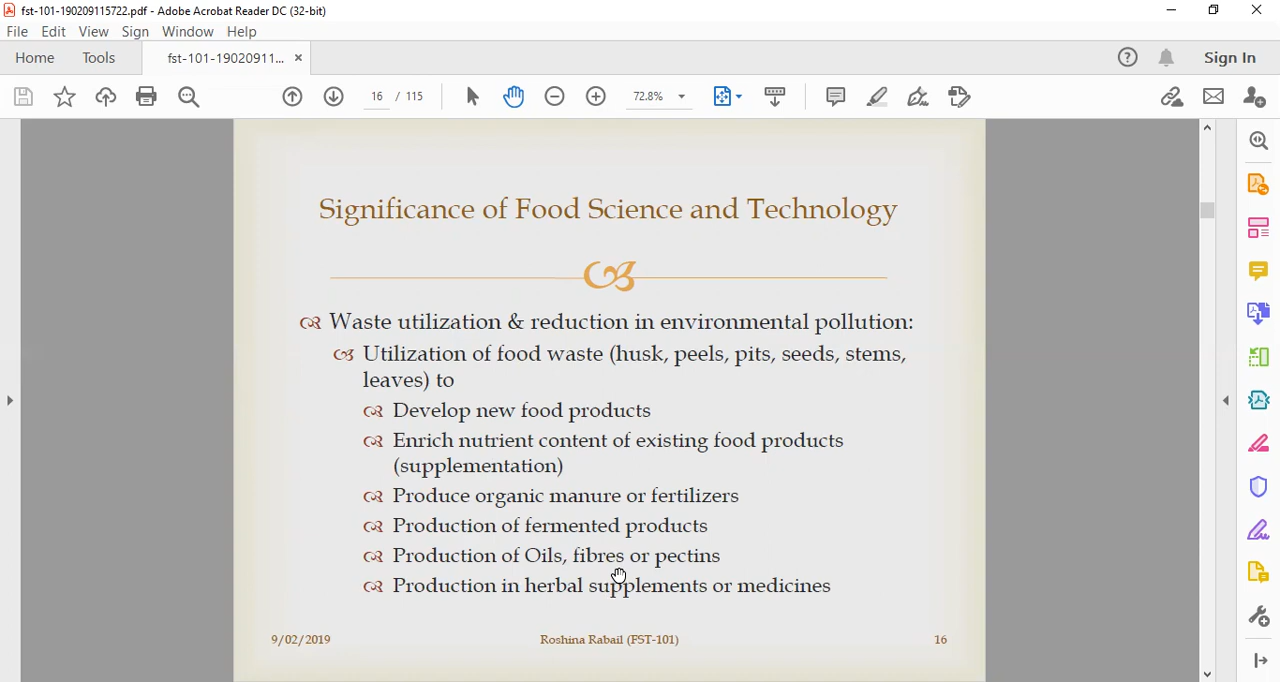 fst-101-190209115722.pdf - Adobe Acrobat Reader DC (32-bit)
File Edit View Sign Window Help
Home Tools fst-101-19020911... × Sign In
16 / 115 72.8%
Significance of Food Science and Technology
Waste utilization & reduction in environmental pollution:
Utilization of food waste (husk, peels, pits, seeds, stems,
leaves) to
Develop new food products
Enrich nutrient content of existing food products
(supplementation)
Produce organic manure or fertilizers
Production of fermented products
Production of Oils, fibres or pectins
Production in herbal supplements or medicines
9/02/2019 Roshina Rabail (FST-101) 16